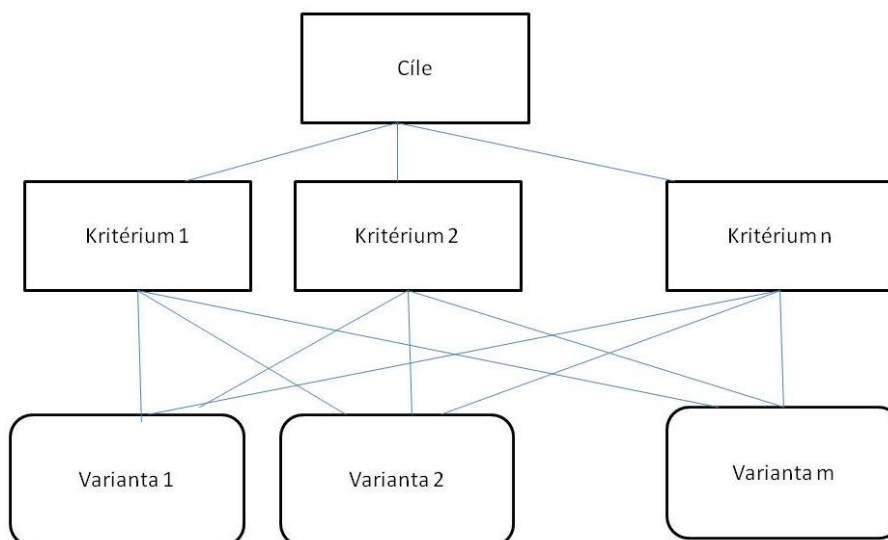 Cíle
Kritérium 1
Kritérium 2
Kritérium n
Varianta 1
Varianta 2
Varianta m